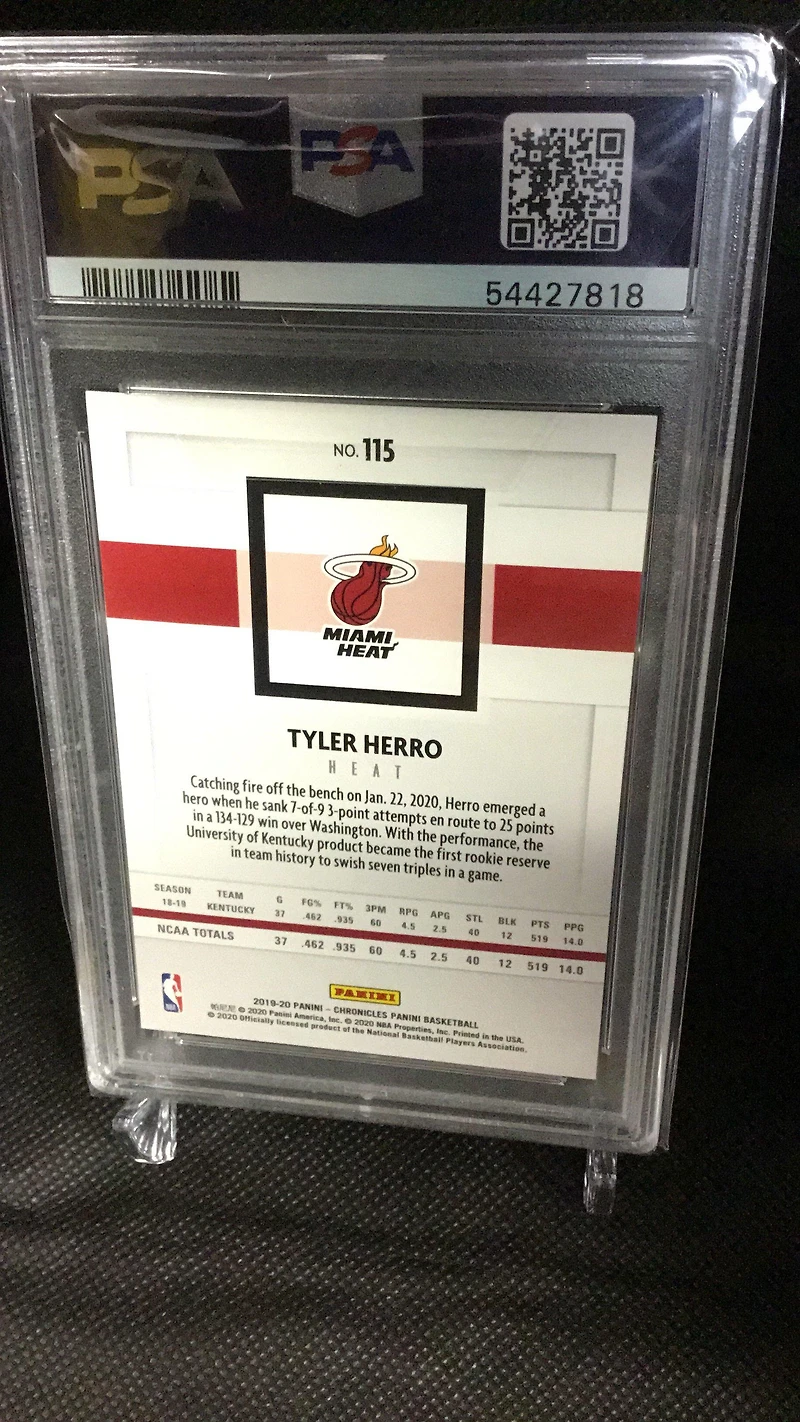 PSA PSA
54427818
NO. 115
MIAMI
HEAT
TYLER HERRO
HEAT
Catching fire off the bench on Jan. 22, 2020, Herro emerged a
hero when he sank 7-of-9 3-point attempts en route to 25 points
in a 134-129 win over Washington. With the performance, the
University of Kentucky product became the first rookie reserve
in team history to swish seven triples in a game.
SEASON TEAM G FG% FT% 3PM RPG APG STL BLK PTS PPG
18-19 KENTUCKY 37 .462 .935 60 4.5 2.5 40 12 519 14.0
NCAA TOTALS 37 .462 .935 60 4.5 2.5 40 12 519 14.0
PANINI
2019-20 PANINI – CHRONICLES PANINI BASKETBALL
© 2020 Panini America, Inc. © 2020 NBA Properties, Inc. Printed in the USA.
© 2020 Officially licensed product of the National Basketball Players Association.